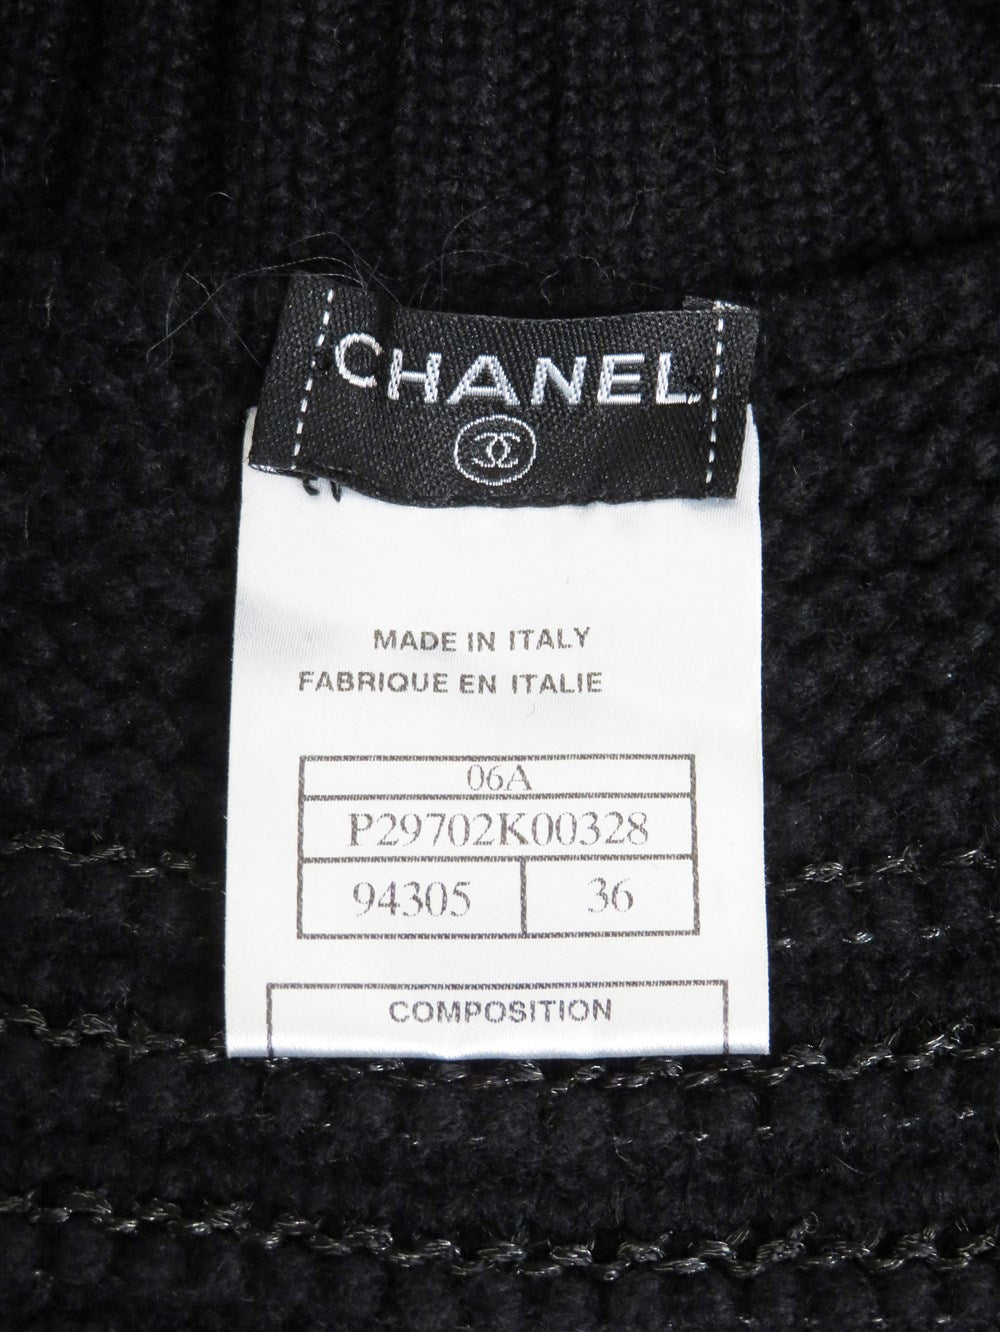 CHANEL
MADE IN ITALY
FABRIQUE EN ITALIE
06A
P29702K00328
94305 36
COMPOSITION